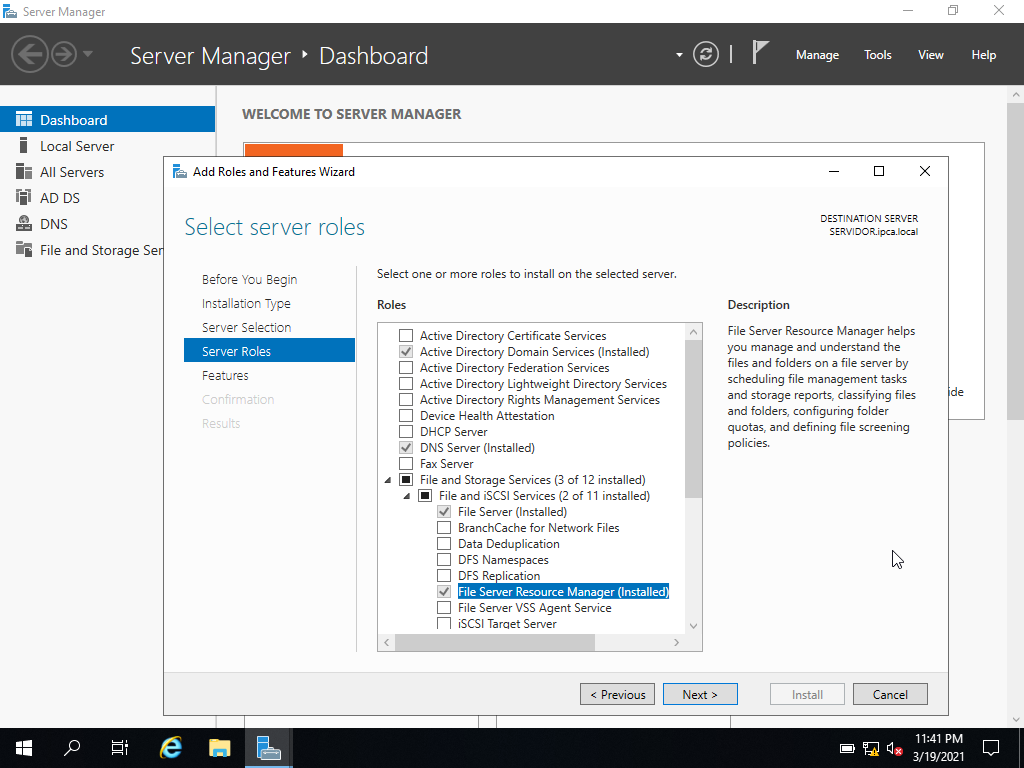 Server Manager
Server Manager ‣ Dashboard
Manage Tools View Help
Dashboard
Local Server
All Servers
AD DS
DNS
File and Storage Ser
WELCOME TO SERVER MANAGER
Add Roles and Features Wizard
Select server roles
DESTINATION SERVER
SERVIDOR.ipca.local
Before You Begin
Installation Type
Server Selection
Server Roles
Features
Confirmation
Results
Select one or more roles to install on the selected server.
Roles
Active Directory Certificate Services
Active Directory Domain Services (Installed)
Active Directory Federation Services
Active Directory Lightweight Directory Services
Active Directory Rights Management Services
Device Health Attestation
DHCP Server
DNS Server (Installed)
Fax Server
File and Storage Services (3 of 12 installed)
File and iSCSI Services (2 of 11 installed)
File Server (Installed)
BranchCache for Network Files
Data Deduplication
DFS Namespaces
DFS Replication
File Server Resource Manager (Installed)
File Server VSS Agent Service
iSCSI Target Server
Description
File Server Resource Manager helps
you manage and understand the
files and folders on a file server by
scheduling file management tasks
and storage reports, classifying files
and folders, configuring folder
quotas, and defining file screening
policies.
ide
< Previous
Next >
Install
Cancel
11:41 PM
3/19/2021